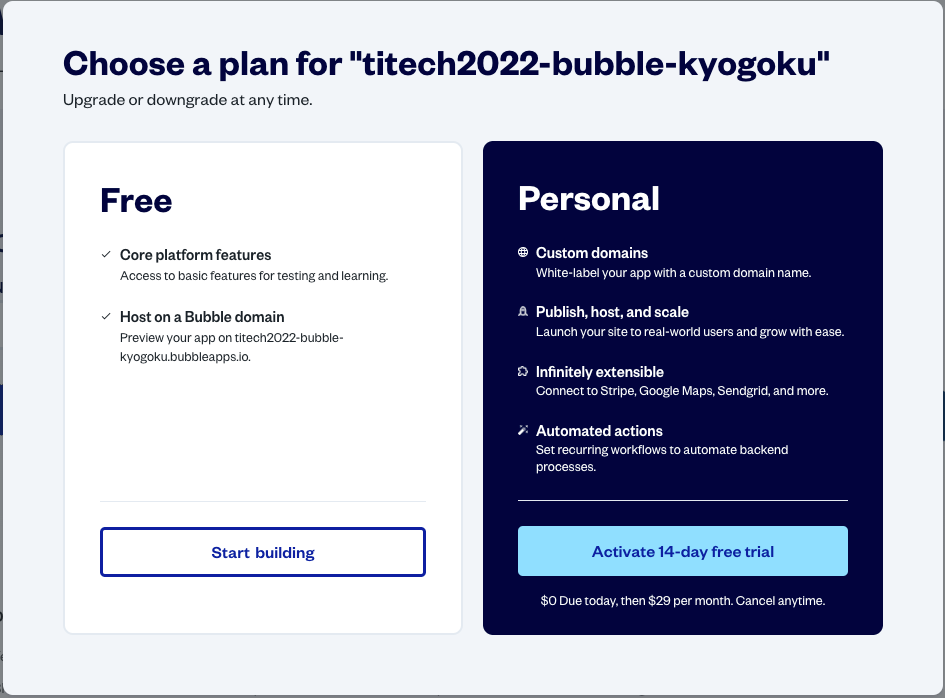 Choose a plan for "titech2022-bubble-kyogoku"
Upgrade or downgrade at any time.
Free
Core platform features
Access to basic features for testing and learning.
Host on a Bubble domain
Preview your app on titech2022-bubble-
kyogoku.bubbleapps.io.
Start building
Personal
Custom domains
White-label your app with a custom domain name.
Publish, host, and scale
Launch your site to real-world users and grow with ease.
Infinitely extensible
Connect to Stripe, Google Maps, Sendgrid, and more.
Automated actions
Set recurring workflows to automate backend
processes.
Activate 14-day free trial
$0 Due today, then $29 per month. Cancel anytime.